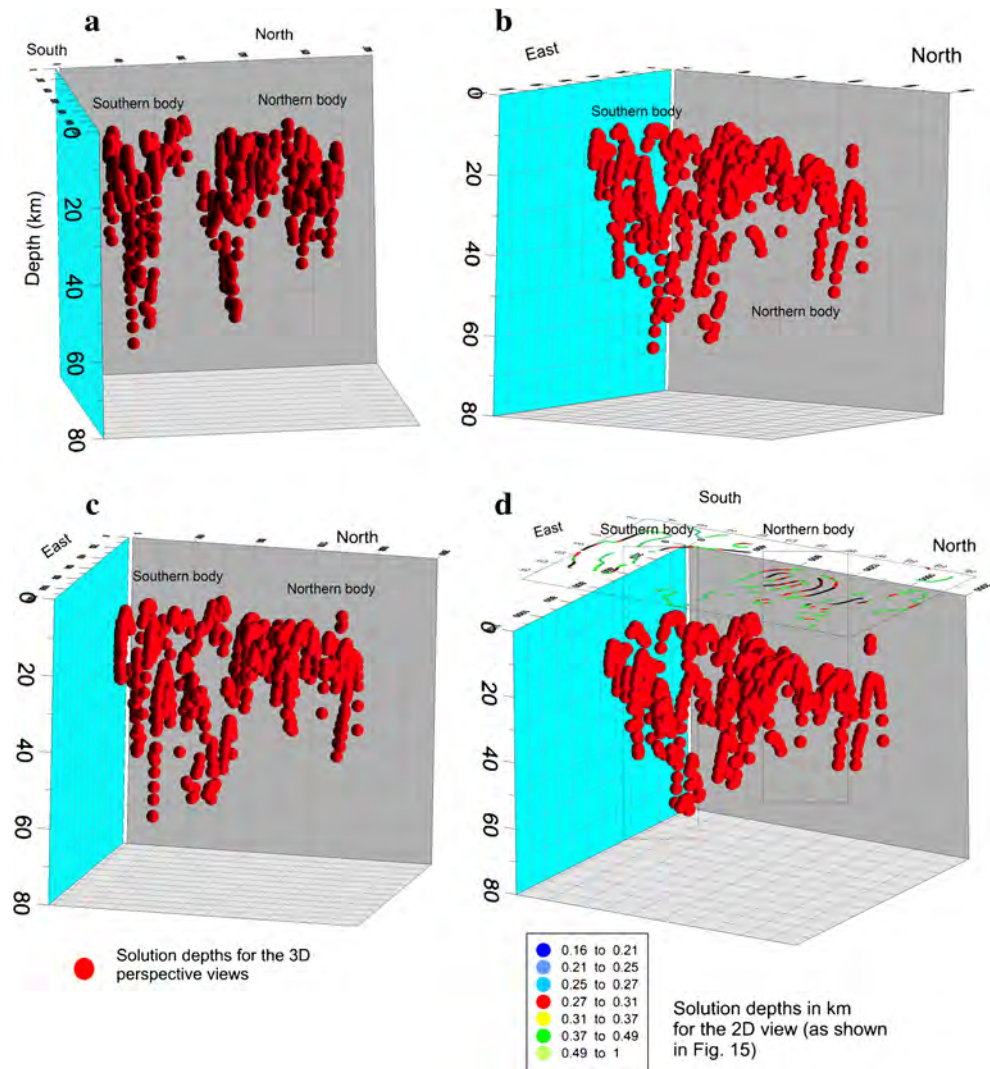 a
South
North
Southern body
Northern body
0
20
40
60
80
Depth (km)
b
East
North
Southern body
Northern body
0
20
40
60
80
c
East
North
Southern body
Northern body
0
20
40
60
80
Solution depths for the 3D
perspective views
d
South
East
Southern body
Northern body
North
0
20
40
60
80
0.16 to 0.21
0.21 to 0.25
0.25 to 0.27
0.27 to 0.31
0.31 to 0.37
0.37 to 0.49
0.49 to 1
Solution depths in km
for the 2D view (as shown
in Fig. 15)